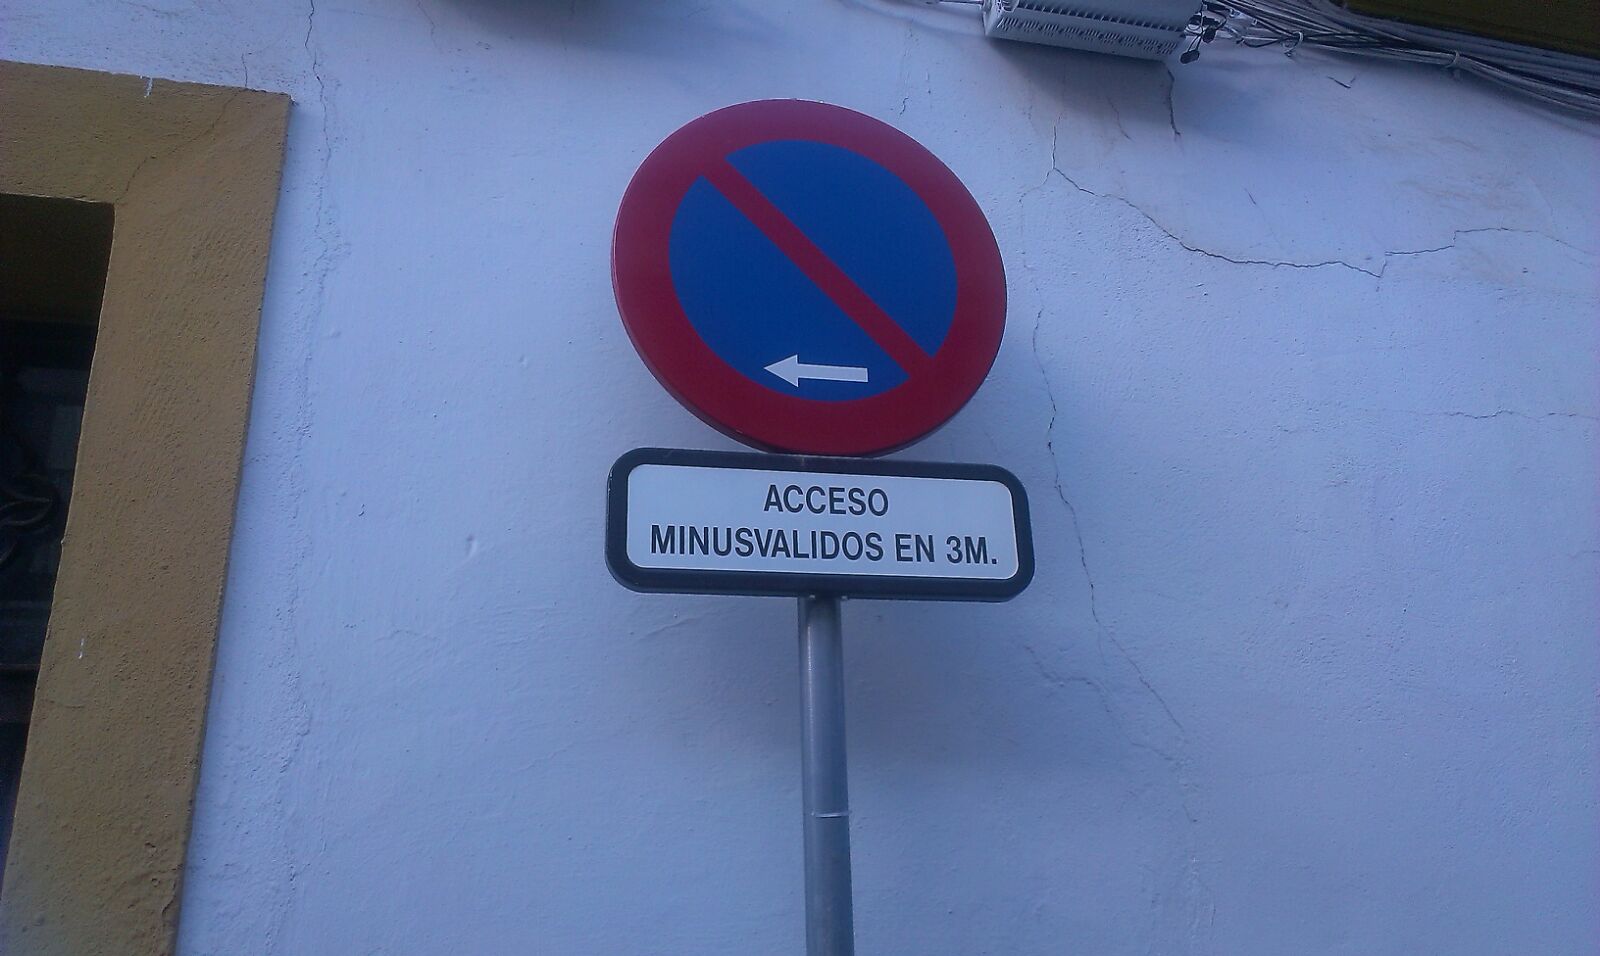 ACCESO
MINUSVALIDOS EN 3M.